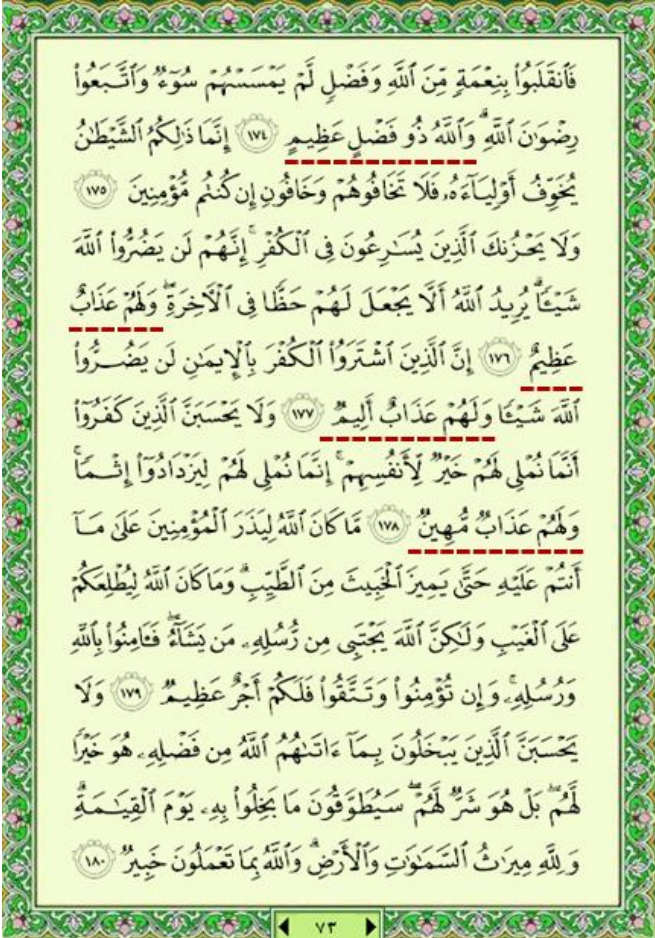 فَٱنقَلَبُوا۟ بِنِعْمَةٍ مِّنَ ٱللَّهِ وَفَضْلٍ لَّمْ يَمْسَسْهُمْ سُوٓءٌ وَٱتَّبَعُوا۟
رِضْوَٰنَ ٱللَّهِ ۗ وَٱللَّهُ ذُو فَضْلٍ عَظِيمٍ ١٧٤ إِنَّمَا ذَٰلِكُمُ ٱلشَّيْطَٰنُ
يُخَوِّفُ أَوْلِيَآءَهُۥ فَلَا تَخَافُوهُمْ وَخَافُونِ إِن كُنتُم مُّؤْمِنِينَ ١٧٥
وَلَا يَحْزُنكَ ٱلَّذِينَ يُسَٰرِعُونَ فِى ٱلْكُفْرِ ۚ إِنَّهُمْ لَن يَضُرُّوا۟ ٱللَّهَ
شَيْـًٔا ۗ يُرِيدُ ٱللَّهُ أَلَّا يَجْعَلَ لَهُمْ حَظًّا فِى ٱلْـَٔاخِرَةِ ۖ وَلَهُمْ عَذَابٌ
عَظِيمٌ ١٧٦ إِنَّ ٱلَّذِينَ ٱشْتَرَوُا۟ ٱلْكُفْرَ بِٱلْإِيمَٰنِ لَن يَضُرُّوا۟
ٱللَّهَ شَيْـًٔا وَلَهُمْ عَذَابٌ أَلِيمٌ ١٧٧ وَلَا يَحْسَبَنَّ ٱلَّذِينَ كَفَرُوٓا۟
أَنَّمَا نُمْلِى لَهُمْ خَيْرٌ لِّأَنفُسِهِمْ ۚ إِنَّمَا نُمْلِى لَهُمْ لِيَزْدَادُوٓا۟ إِثْمًا ۚ
وَلَهُمْ عَذَابٌ مُّهِينٌ ١٧٨ مَّا كَانَ ٱللَّهُ لِيَذَرَ ٱلْمُؤْمِنِينَ عَلَىٰ مَآ
أَنتُمْ عَلَيْهِ حَتَّىٰ يَمِيزَ ٱلْخَبِيثَ مِنَ ٱلطَّيِّبِ ۗ وَمَا كَانَ ٱللَّهُ لِيُطْلِعَكُمْ
عَلَى ٱلْغَيْبِ وَلَٰكِنَّ ٱللَّهَ يَجْتَبِى مِن رُّسُلِهِۦ مَن يَشَآءُ ۖ فَـَٔامِنُوا۟ بِٱللَّهِ
وَرُسُلِهِۦ ۚ وَإِن تُؤْمِنُوا۟ وَتَتَّقُوا۟ فَلَكُمْ أَجْرٌ عَظِيمٌ ١٧٩ وَلَا
يَحْسَبَنَّ ٱلَّذِينَ يَبْخَلُونَ بِمَآ ءَاتَىٰهُمُ ٱللَّهُ مِن فَضْلِهِۦ هُوَ خَيْرًا
لَّهُم ۖ بَلْ هُوَ شَرٌّ لَّهُمْ ۖ سَيُطَوَّقُونَ مَا بَخِلُوا۟ بِهِۦ يَوْمَ ٱلْقِيَٰمَةِ ۗ
وَلِلَّهِ مِيرَٰثُ ٱلسَّمَٰوَٰتِ وَٱلْأَرْضِ ۗ وَٱللَّهُ بِمَا تَعْمَلُونَ خَبِيرٌ ١٨٠
٧٣